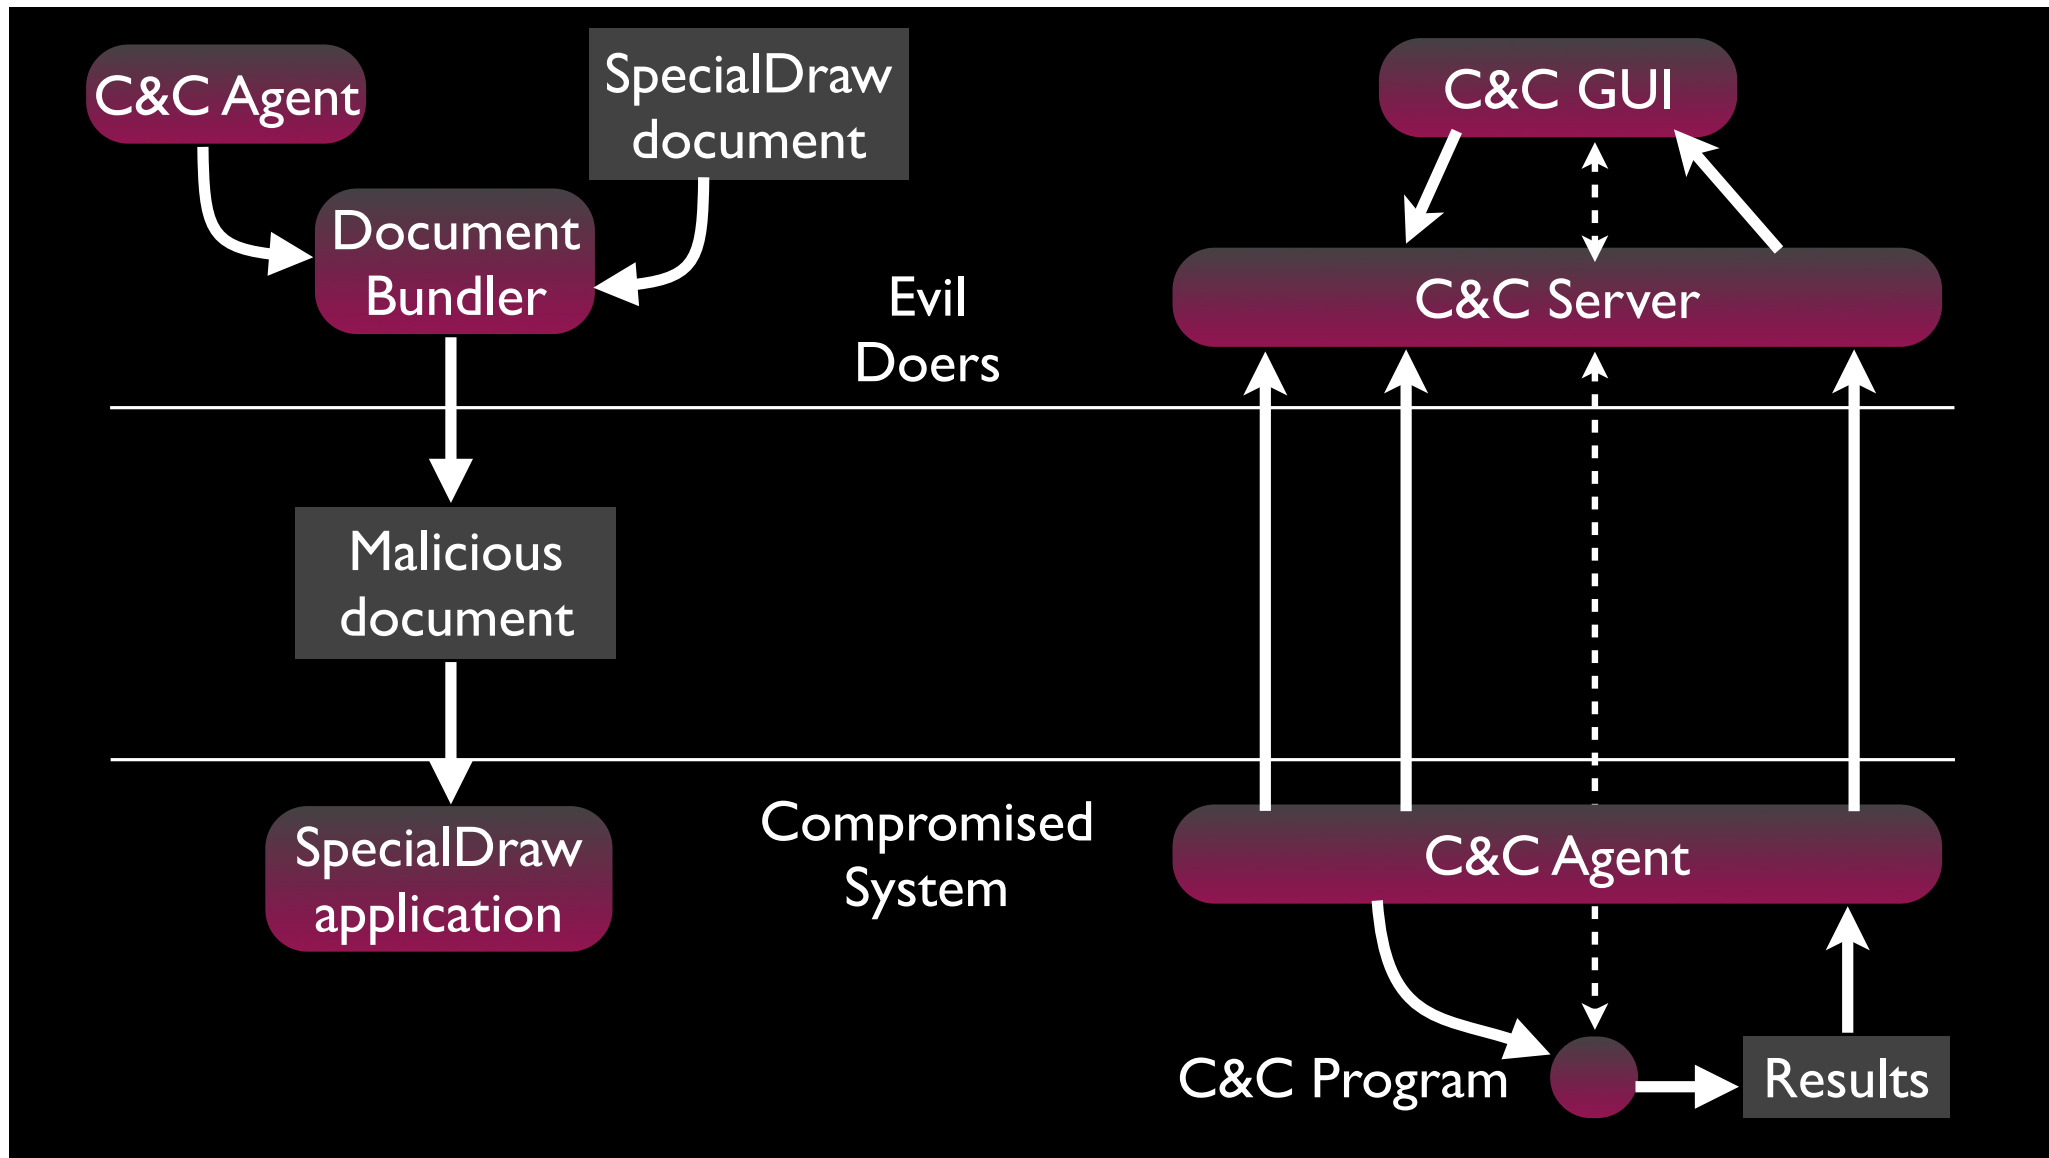 C&C Agent
SpecialDraw
document
Document
Bundler
Evil
Doers
C&C GUI
C&C Server
Malicious
document
SpecialDraw
application
Compromised
System
C&C Agent
C&C Program
Results